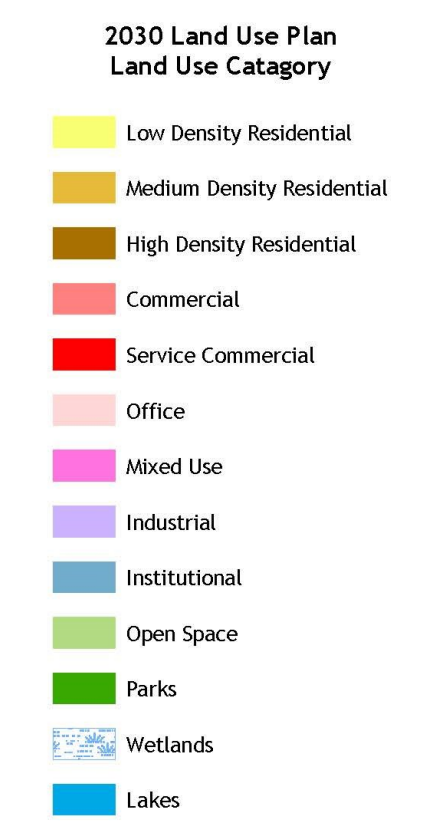 2030 Land Use Plan
Land Use Catagory
Low Density Residential
Medium Density Residential
High Density Residential
Commercial
Service Commercial
Office
Mixed Use
Industrial
Institutional
Open Space
Parks
Wetlands
Lakes